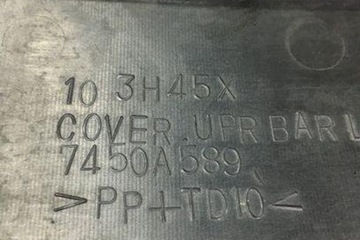 10 3H45X
COVER.UPR BAR L
7450A589
>PP+TD10<